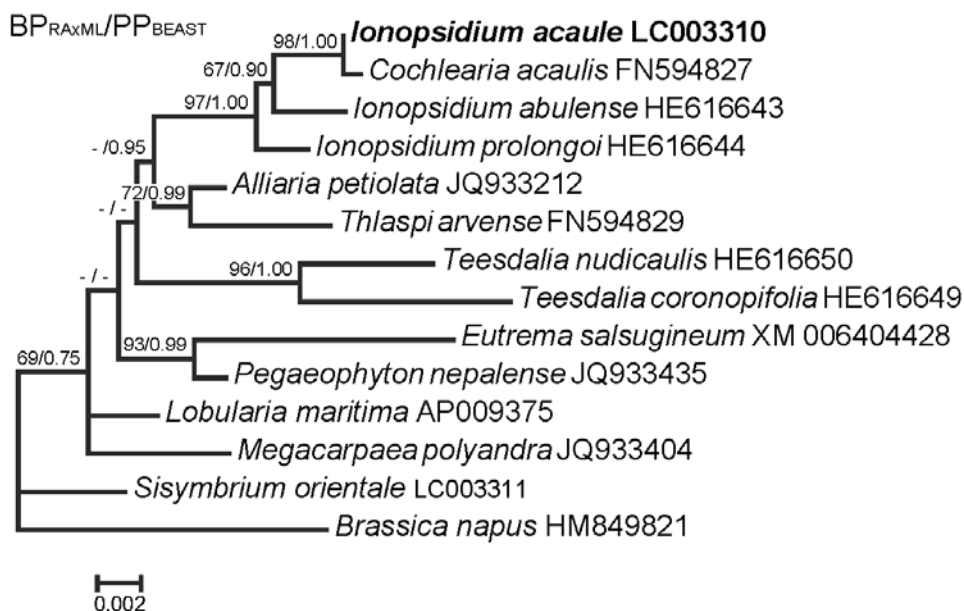 BPRAxML/PPBEAST
98/1.00 Ionopsidium acaule LC003310
67/0.90 Cochlearia acaulis FN594827
97/1.00 Ionopsidium abulense HE616643
- /0.95 Ionopsidium prolongoi HE616644
72/0.99 Alliaria petiolata JQ933212
- / - Thlaspi arvense FN594829
96/1.00 Teesdalia nudicaulis HE616650
- / - Teesdalia coronopifolia HE616649
93/0.99 Eutrema salsugineum XM 006404428
69/0.75 Pegaeophyton nepalense JQ933435
Lobularia maritima AP009375
Megacarpaea polyandra JQ933404
Sisymbrium orientale LC003311
Brassica napus HM849821
0.002